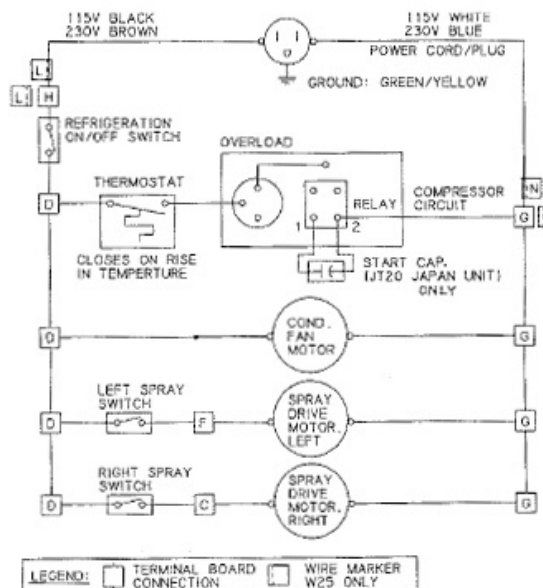 115V BLACK
230V BROWN
115V WHITE
230V BLUE
POWER CORD/PLUG
GROUND: GREEN/YELLOW
L
L
H
REFRIGERATION
ON/OFF SWITCH
OVERLOAD
THERMOSTAT
D
RELAY
COMPRESSOR
CIRCUIT
N
G
1
2
CLOSES ON RISE
IN TEMPERTURE
START CAP.
(JT20 JAPAN UNIT)
ONLY
D
COND.
FAN
MOTOR
G
LEFT SPRAY
SWITCH
D
F
SPRAY
DRIVE
MOTOR,
LEFT
G
RIGHT SPRAY
SWITCH
D
C
SPRAY
DRIVE
MOTOR,
RIGHT
G
LEGEND:
TERMINAL BOARD
CONNECTION
WIRE MARKER
W25 ONLY